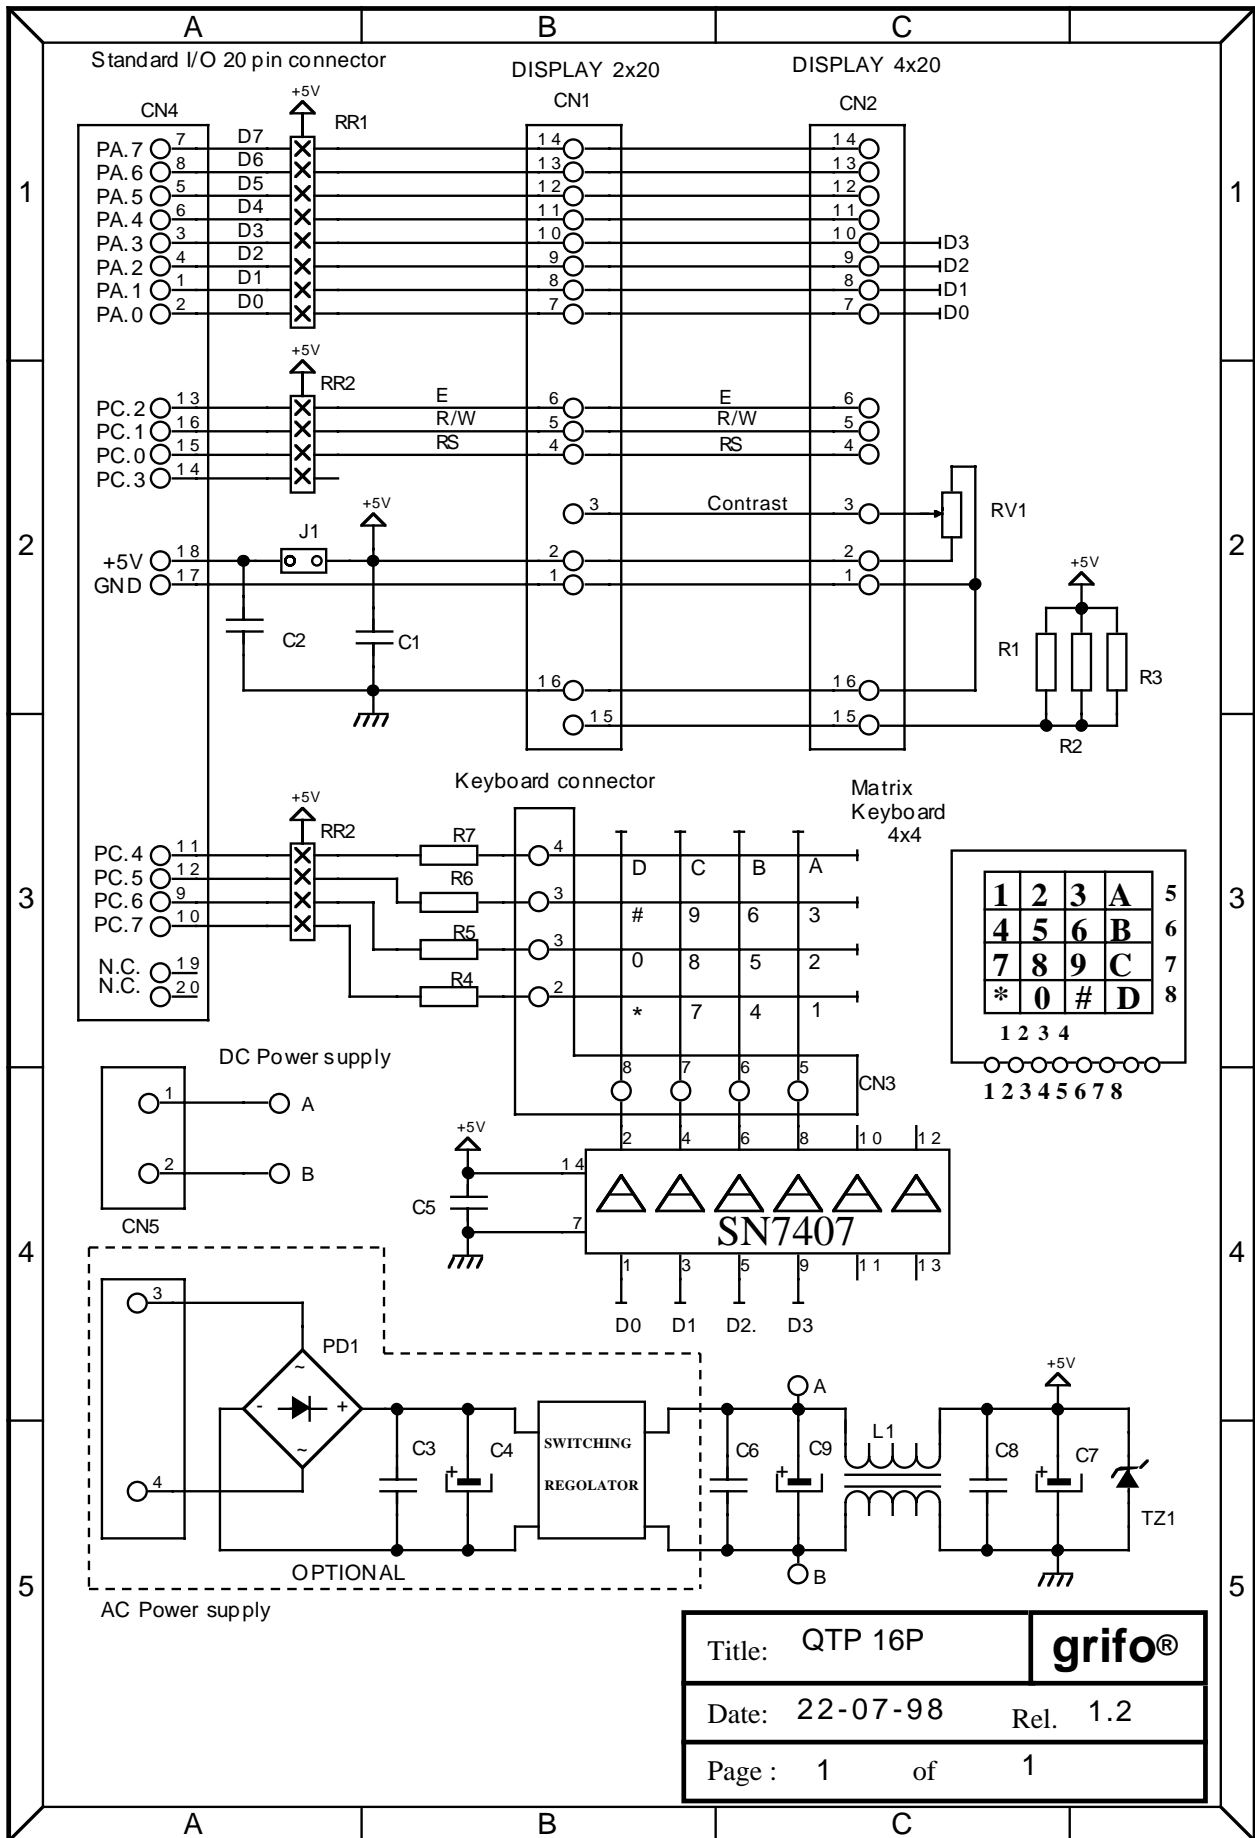 A B C
Standard I/O 20 pin connector
DISPLAY 2x20
DISPLAY 4x20
CN4
+5V
RR1
CN1
CN2
PA.7 7 D7 14 14
PA.6 8 D6 13 13
PA.5 5 D5 12 12
PA.4 6 D4 11 11
PA.3 3 D3 10 10 D3
PA.2 4 D2 9 9 D2
PA.1 1 D1 8 8 D1
PA.0 2 D0 7 7 D0
1 1
+5V
RR2
PC.2 13 E 6 E 6
PC.1 16 R/W 5 R/W 5
PC.0 15 RS 4 RS 4
PC.3 14
3 Contrast 3 RV1
+5V
J1
2 2
+5V 18 2 2
GND 17 1 1
+5V
C2 C1
R1 R3
16 16
15 15
R2
Keyboard connector
Matrix
Keyboard
4x4
+5V
RR2
PC.4 11 R7 4 D C B A
PC.5 12 R6 3 # 9 6 3
PC.6 9 R5 3 0 8 5 2
PC.7 10 R4 2 * 7 4 1
N.C. 19
N.C. 20
3 3
1 2 3 A 5
4 5 6 B 6
7 8 9 C 7
* 0 # D 8
1 2 3 4
1 2 3 4 5 6 7 8
DC Power supply
8 7 6 5
CN3
1 A
2 B
CN5
+5V
C5
14
7
2 4 6 8 10 12
SN7407
1 3 5 9 11 13
D0 D1 D2. D3
4 4
3
PD1
~
- +
~
4
C3
C4
+
SWITCHING
REGOLATOR
OPTIONAL
AC Power supply
A
C6
C9
+
L1
B
+5V
C8
C7
+
TZ1
5 5
Title: QTP 16P
grifo®
Date: 22-07-98 Rel. 1.2
Page : 1 of 1
A B C